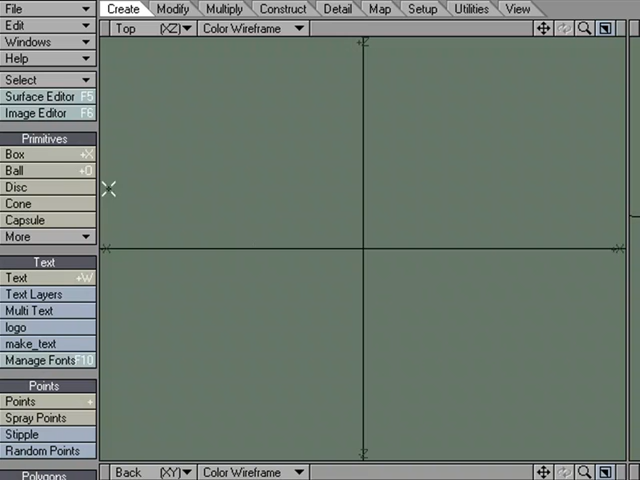 File
Create Modify Multiply Construct Detail Map Setup Utilities View
Edit
Top (XZ) Color Wireframe
Windows
Help
+Z
Select
Surface Editor F5
Image Editor F6
Primitives
Box +X
Ball +O
Disc
Cone
Capsule
More
-X +X
Text
Text +W
Text Layers
Multi Text
logo
make_text
Manage Fonts F10
Points
Points +
Spray Points
Stipple
Random Points
-Z
Polygons
Back (XY) Color Wireframe